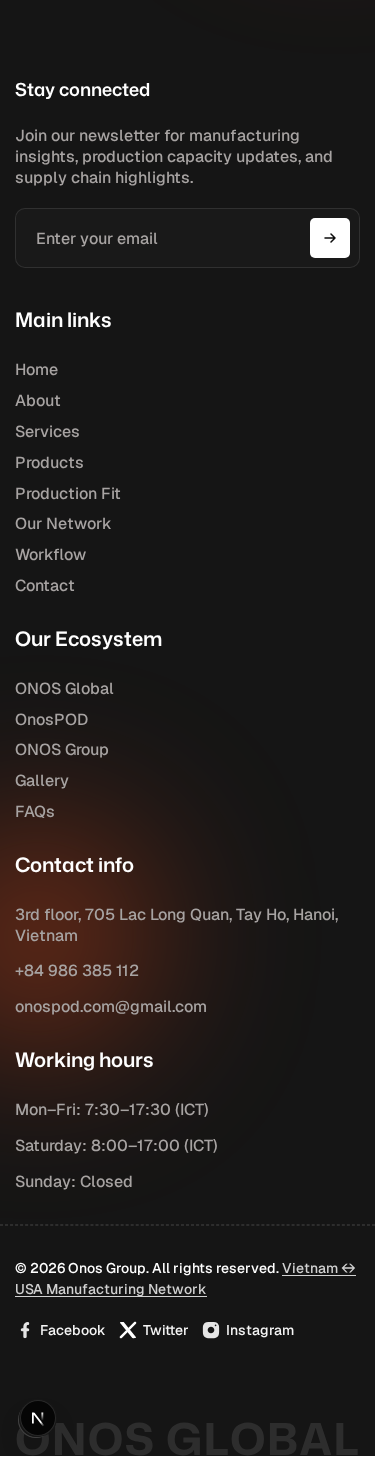 Stay connected
Join our newsletter for manufacturing
insights, production capacity updates, and
supply chain highlights.
Enter your email
Main links
Home
About
Services
Products
Production Fit
Our Network
Workflow
Contact
Our Ecosystem
ONOS Global
OnosPOD
ONOS Group
Gallery
FAQs
Contact info
3rd floor, 705 Lac Long Quan, Tay Ho, Hanoi,
Vietnam
+84 986 385 112
onospod.com@gmail.com
Working hours
Mon–Fri: 7:30–17:30 (ICT)
Saturday: 8:00–17:00 (ICT)
Sunday: Closed
© 2026 Onos Group. All rights reserved. Vietnam ↔
USA Manufacturing Network
Facebook Twitter Instagram
N
ONOS GLOBAL